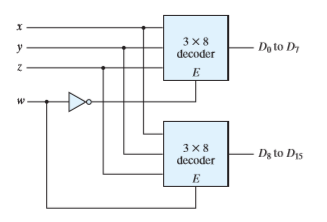 x
y
z
w
3 × 8
decoder
E
D₀ to D₇
3 × 8
decoder
E
D₈ to D₁₅